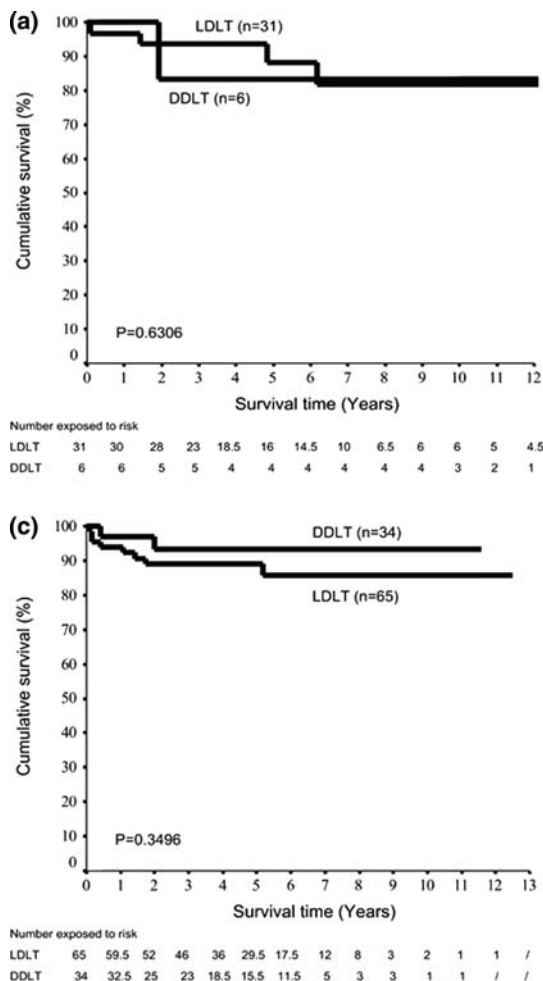 (a)
100
90
80
70
60
50
40
30
20
10
0
Cumulative survival (%)
LDLT (n=31)
DDLT (n=6)
P=0.6306
0 1 2 3 4 5 6 7 8 9 10 11 12
Survival time (Years)
Number exposed to risk
LDLT 31 30 28 23 18.5 16 14.5 10 6.5 6 6 5 4.5
DDLT 6 6 5 5 4 4 4 4 4 4 3 2 1
(c)
100
90
80
70
60
50
40
30
20
10
0
Cumulative survival (%)
DDLT (n=34)
LDLT (n=65)
P=0.3496
0 1 2 3 4 5 6 7 8 9 10 11 12 13
Survival time (Years)
Number exposed to risk
LDLT 65 59.5 52 46 36 29.5 17.5 12 8 3 2 1 1 /
DDLT 34 32.5 25 23 18.5 15.5 11.5 5 3 3 1 1 / /